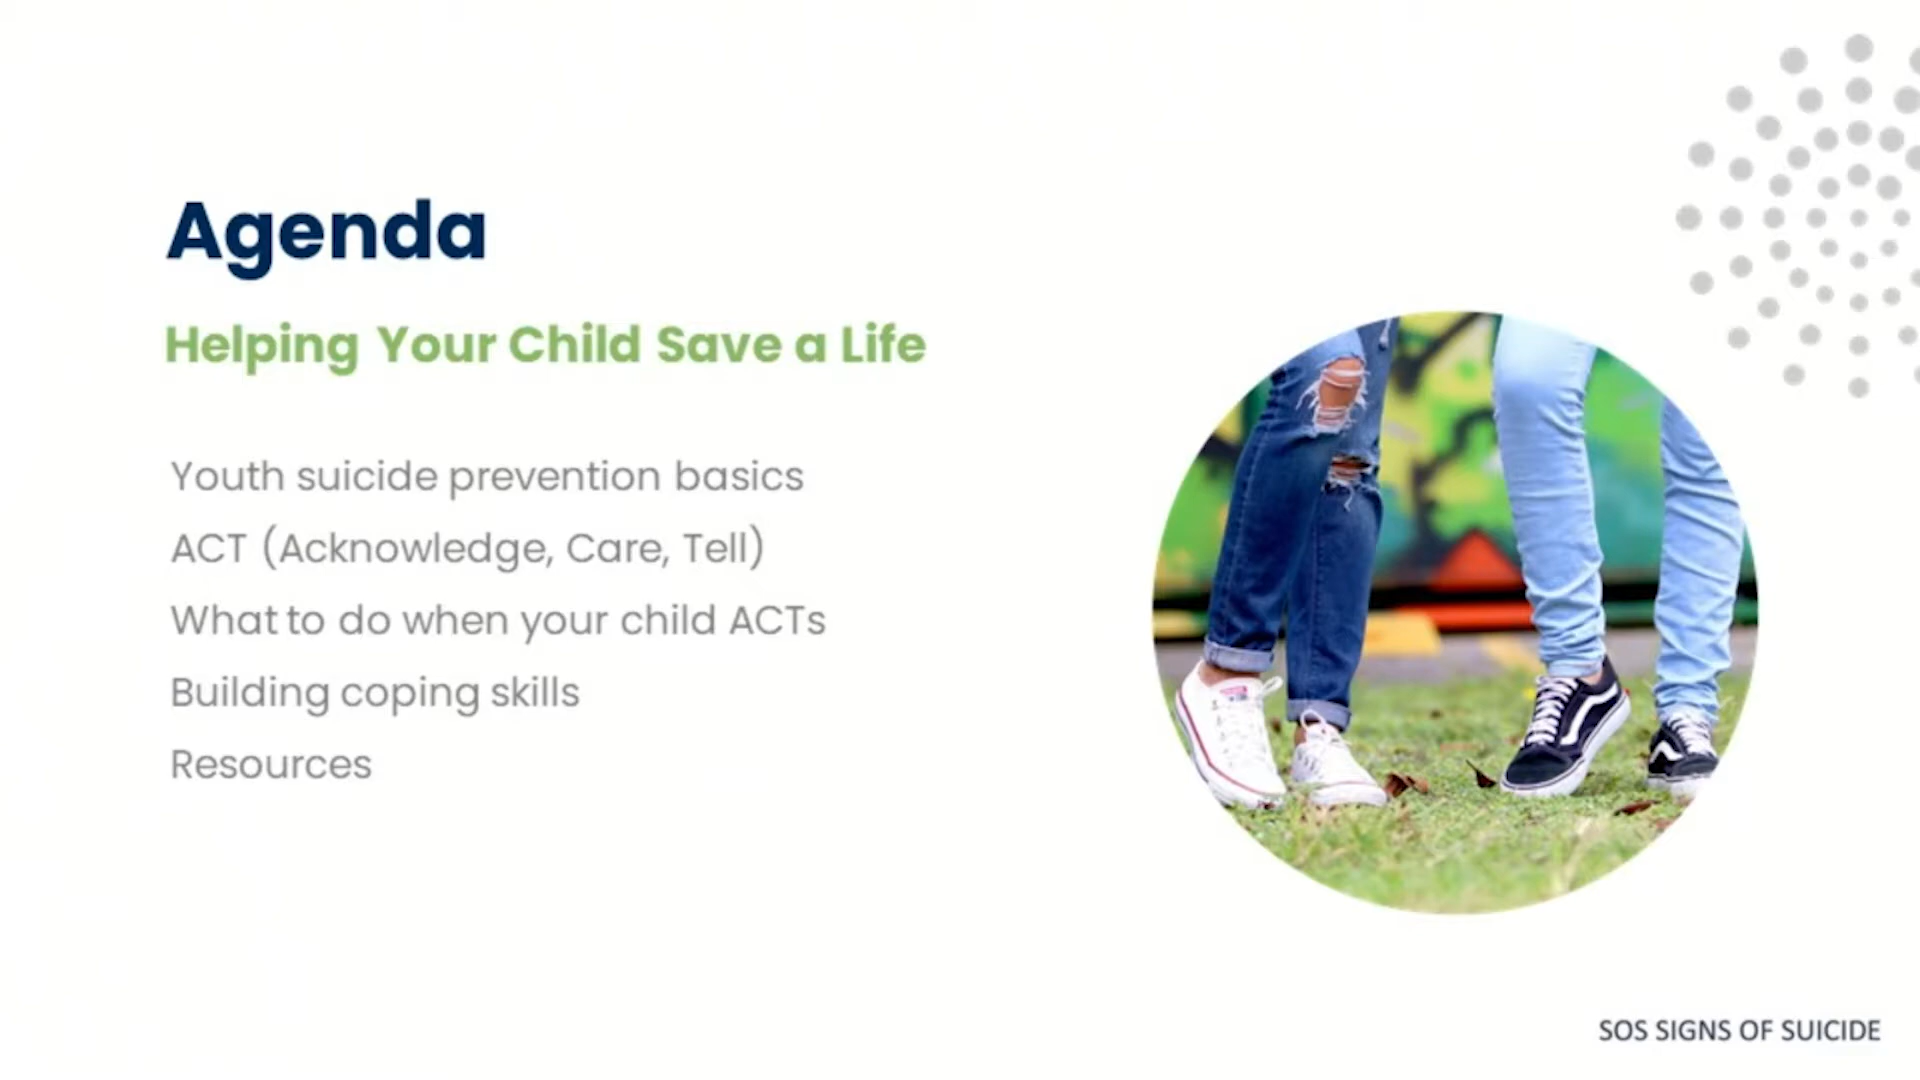 Agenda
Helping Your Child Save a Life
Youth suicide prevention basics
ACT (Acknowledge, Care, Tell)
What to do when your child ACTs
Building coping skills
Resources
SOS SIGNS OF SUICIDE